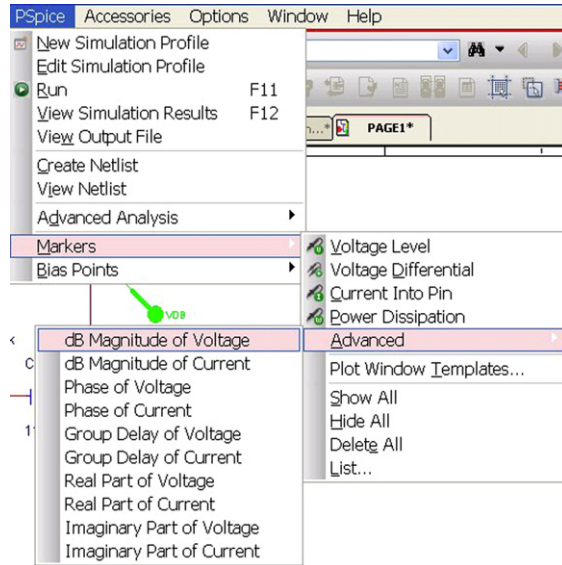 PSpice Accessories Options Window Help
New Simulation Profile
Edit Simulation Profile
Run F11
View Simulation Results F12
View Output File
PAGE1*
Create Netlist
View Netlist
Advanced Analysis
Markers
Bias Points
Voltage Level
Voltage Differential
Current Into Pin
Power Dissipation
Advanced
Plot Window Templates...
Show All
Hide All
Delete All
List...
VDB
dB Magnitude of Voltage
dB Magnitude of Current
Phase of Voltage
Phase of Current
Group Delay of Voltage
Group Delay of Current
Real Part of Voltage
Real Part of Current
Imaginary Part of Voltage
Imaginary Part of Current
C
11